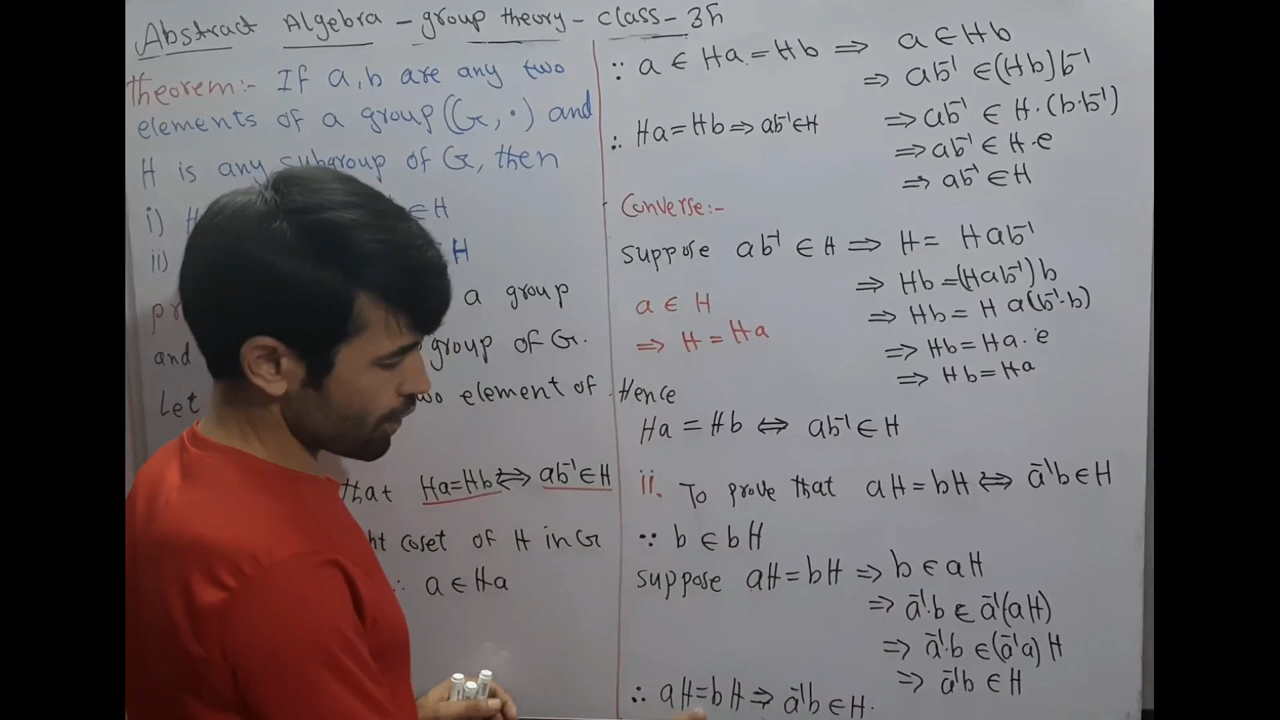 Abstract Algebra - group theory - class - 35
theorem:- If a,b are any two
elements of a group (G, ·) and
H is any subgroup of G, then
i) H ∈ H
ii) H
pr a group
and group of G.
Let two element of
that Ha=Hb⇔ ab⁻¹∈H
ht coset of H in G
∴ a ∈ Ha
∵ a ∈ Ha = Hb ⇒ a ∈ Hb
⇒ ab⁻¹ ∈ (Hb)b⁻¹
∴ Ha = Hb ⇒ ab⁻¹∈H ⇒ ab⁻¹ ∈ H·(b·b⁻¹)
⇒ ab⁻¹ ∈ H·e
⇒ ab⁻¹ ∈ H
Converse:-
suppose ab⁻¹ ∈ H ⇒ H = Hab⁻¹
⇒ Hb = (Hab⁻¹) b
a ∈ H ⇒ Hb = H a(b⁻¹·b)
⇒ H = Ha ⇒ Hb = Ha·e
⇒ Hb = Ha
Hence
Ha = Hb ⇔ ab⁻¹ ∈ H
ii. To prove that aH = bH ⇔ a⁻¹b ∈ H
∵ b ∈ bH
suppose aH = bH ⇒ b ∈ aH
⇒ a⁻¹·b ∈ a⁻¹(aH)
⇒ a⁻¹·b ∈ (a⁻¹a) H
⇒ a⁻¹b ∈ H
∴ aH = bH ⇒ a⁻¹b ∈ H.